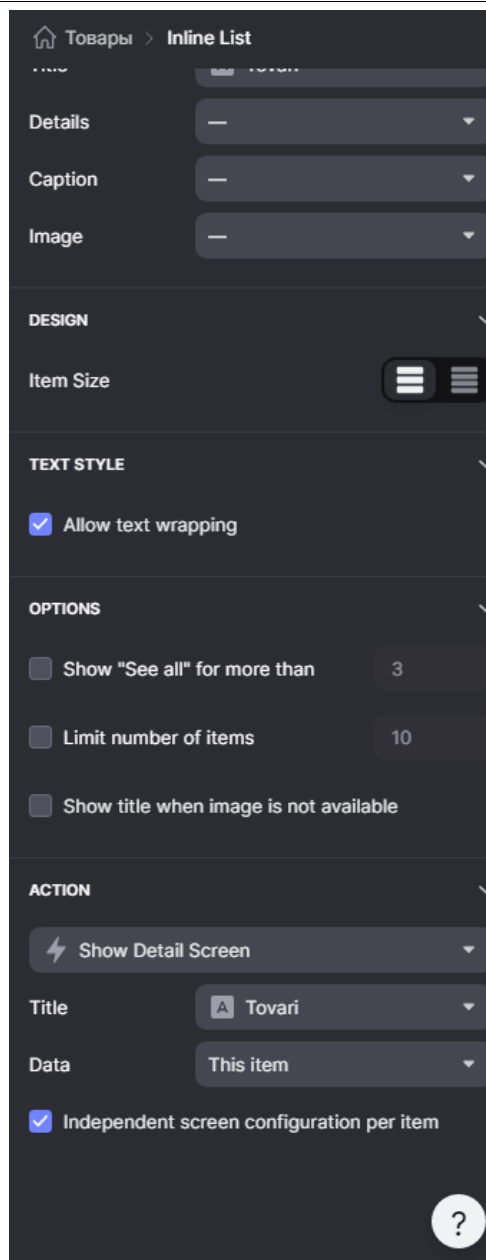 Товары > Inline List
Title A Tovari
Details —
Caption —
Image —
DESIGN
Item Size
TEXT STYLE
Allow text wrapping
OPTIONS
Show "See all" for more than 3
Limit number of items 10
Show title when image is not available
ACTION
Show Detail Screen
Title A Tovari
Data This item
Independent screen configuration per item
?